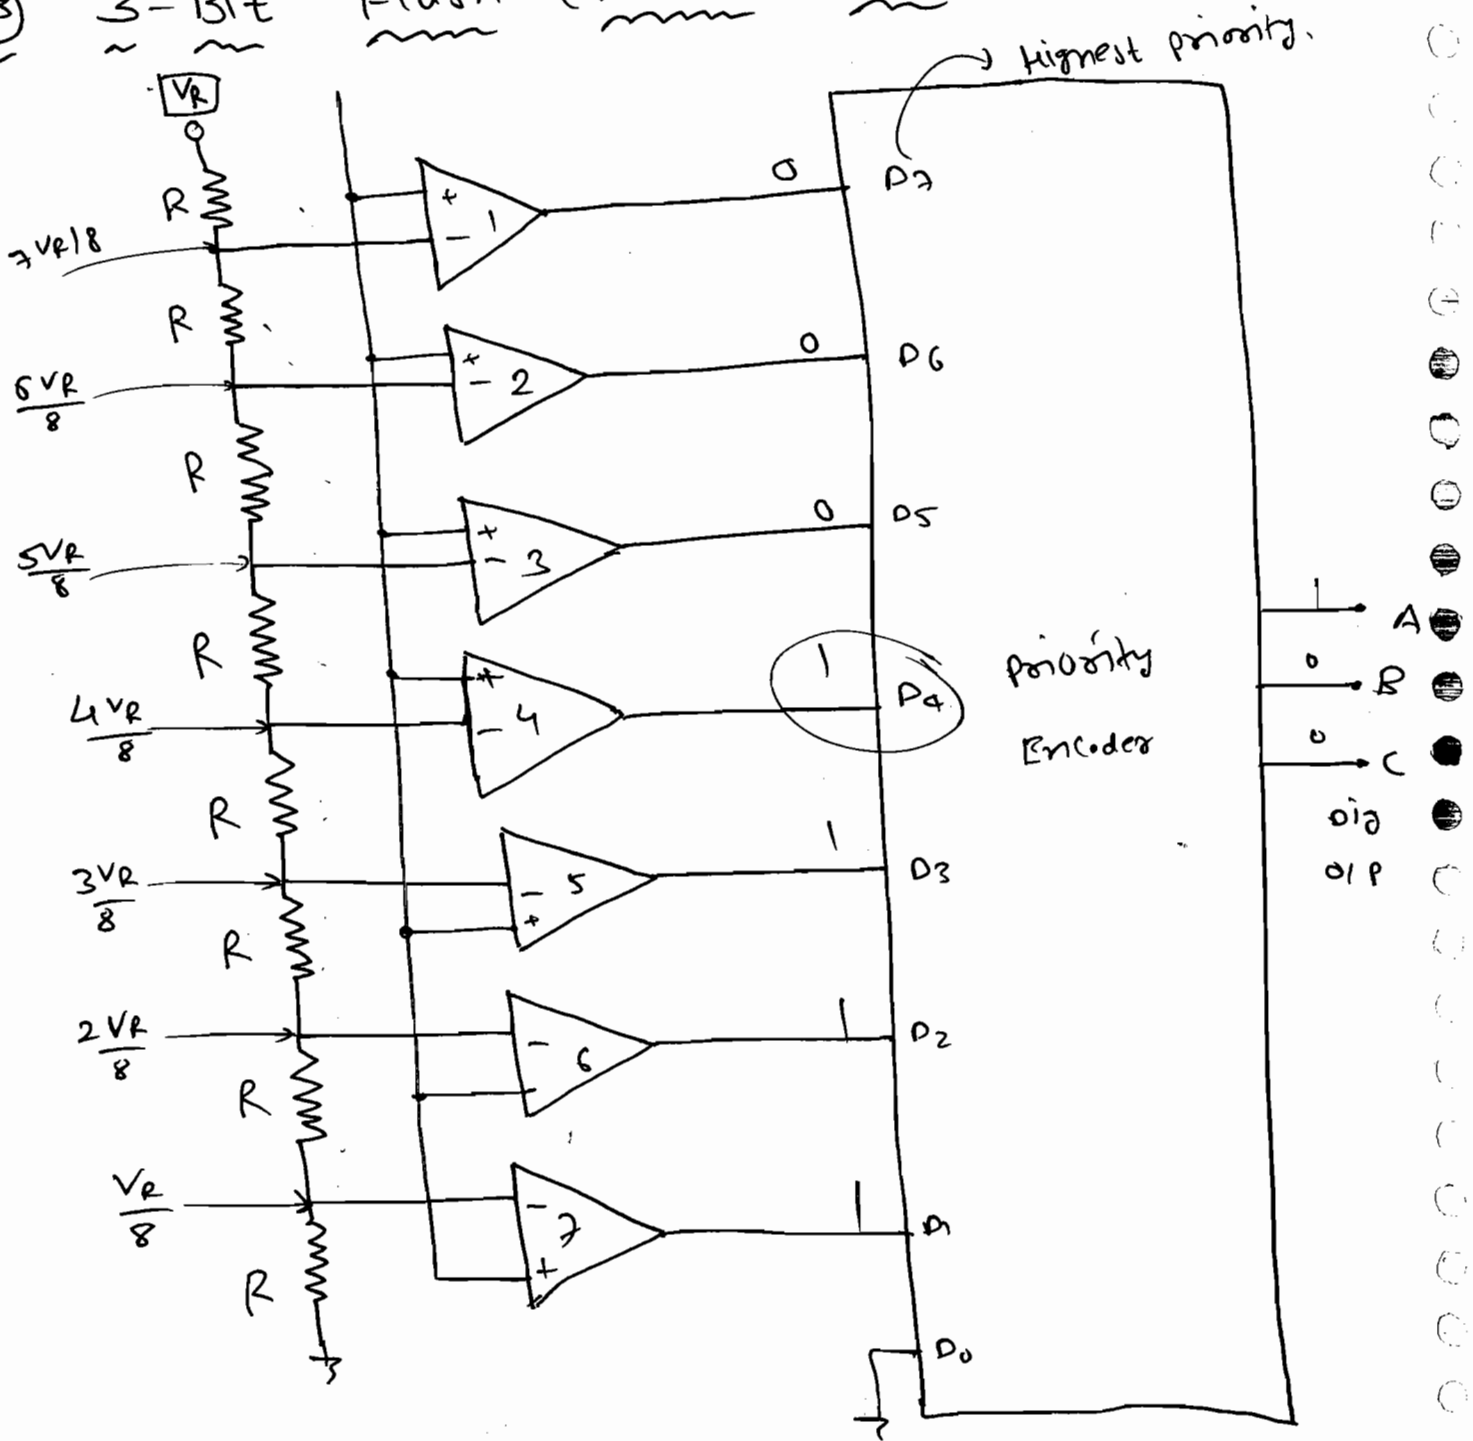 3-Bit Flash
VR
Highest priority.
R
7VR/8
+
-
1
0
D7
R
6VR/8
+
-
2
0
D6
R
5VR/8
+
-
3
0
D5
R
4VR/8
+
-
4
1
D4
Priority
Encoder
1
A
0
B
0
C
Dig
O/P
R
3VR/8
-
+
5
1
D3
R
2VR/8
-
-
6
1
D2
R
VR/8
-
+
7
1
D1
R
D0